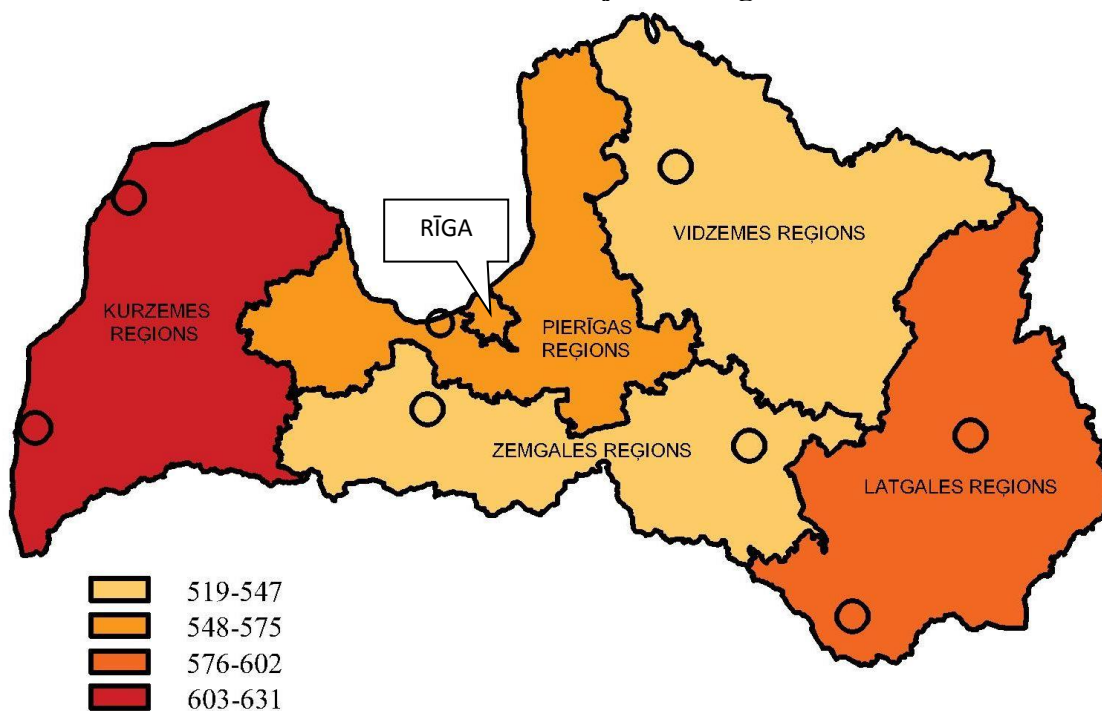 RĪGA
VIDZEMES REĢIONS
KURZEMES
REĢIONS
PIERĪGAS
REĢIONS
ZEMGALES REĢIONS
LATGALES REĢIONS
519-547
548-575
576-602
603-631